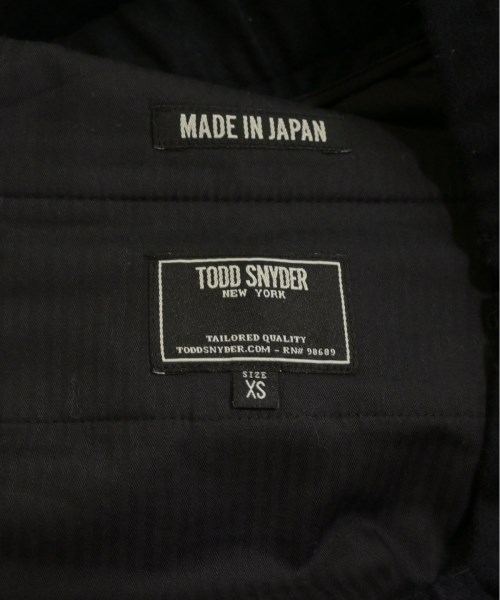 MADE IN JAPAN
TODD SNYDER
NEW YORK
TAILORED QUALITY
TODDSNYDER.COM - RN# 98689
SIZE
XS